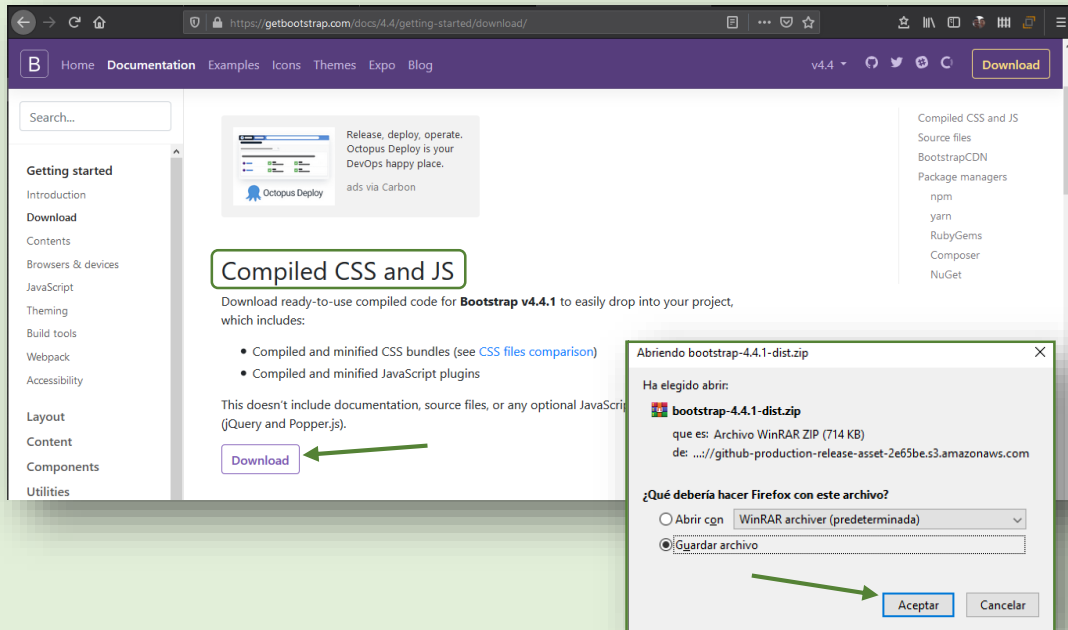 https://getbootstrap.com/docs/4.4/getting-started/download/
B Home Documentation Examples Icons Themes Expo Blog v4.4 Download
Search...
Getting started
Introduction
Download
Contents
Browsers & devices
JavaScript
Theming
Build tools
Webpack
Accessibility
Layout
Content
Components
Utilities
Release, deploy, operate.
Octopus Deploy is your
DevOps happy place.
ads via Carbon
Octopus Deploy
Compiled CSS and JS
Download ready-to-use compiled code for Bootstrap v4.4.1 to easily drop into your project,
which includes:
Compiled and minified CSS bundles (see CSS files comparison)
Compiled and minified JavaScript plugins
This doesn't include documentation, source files, or any optional JavaScrip
(jQuery and Popper.js).
Download
Compiled CSS and JS
Source files
BootstrapCDN
Package managers
npm
yarn
RubyGems
Composer
NuGet
Abriendo bootstrap-4.4.1-dist.zip
Ha elegido abrir:
bootstrap-4.4.1-dist.zip
que es: Archivo WinRAR ZIP (714 KB)
de: ...://github-production-release-asset-2e65be.s3.amazonaws.com
¿Qué debería hacer Firefox con este archivo?
Abrir con WinRAR archiver (predeterminada)
Guardar archivo
Aceptar Cancelar